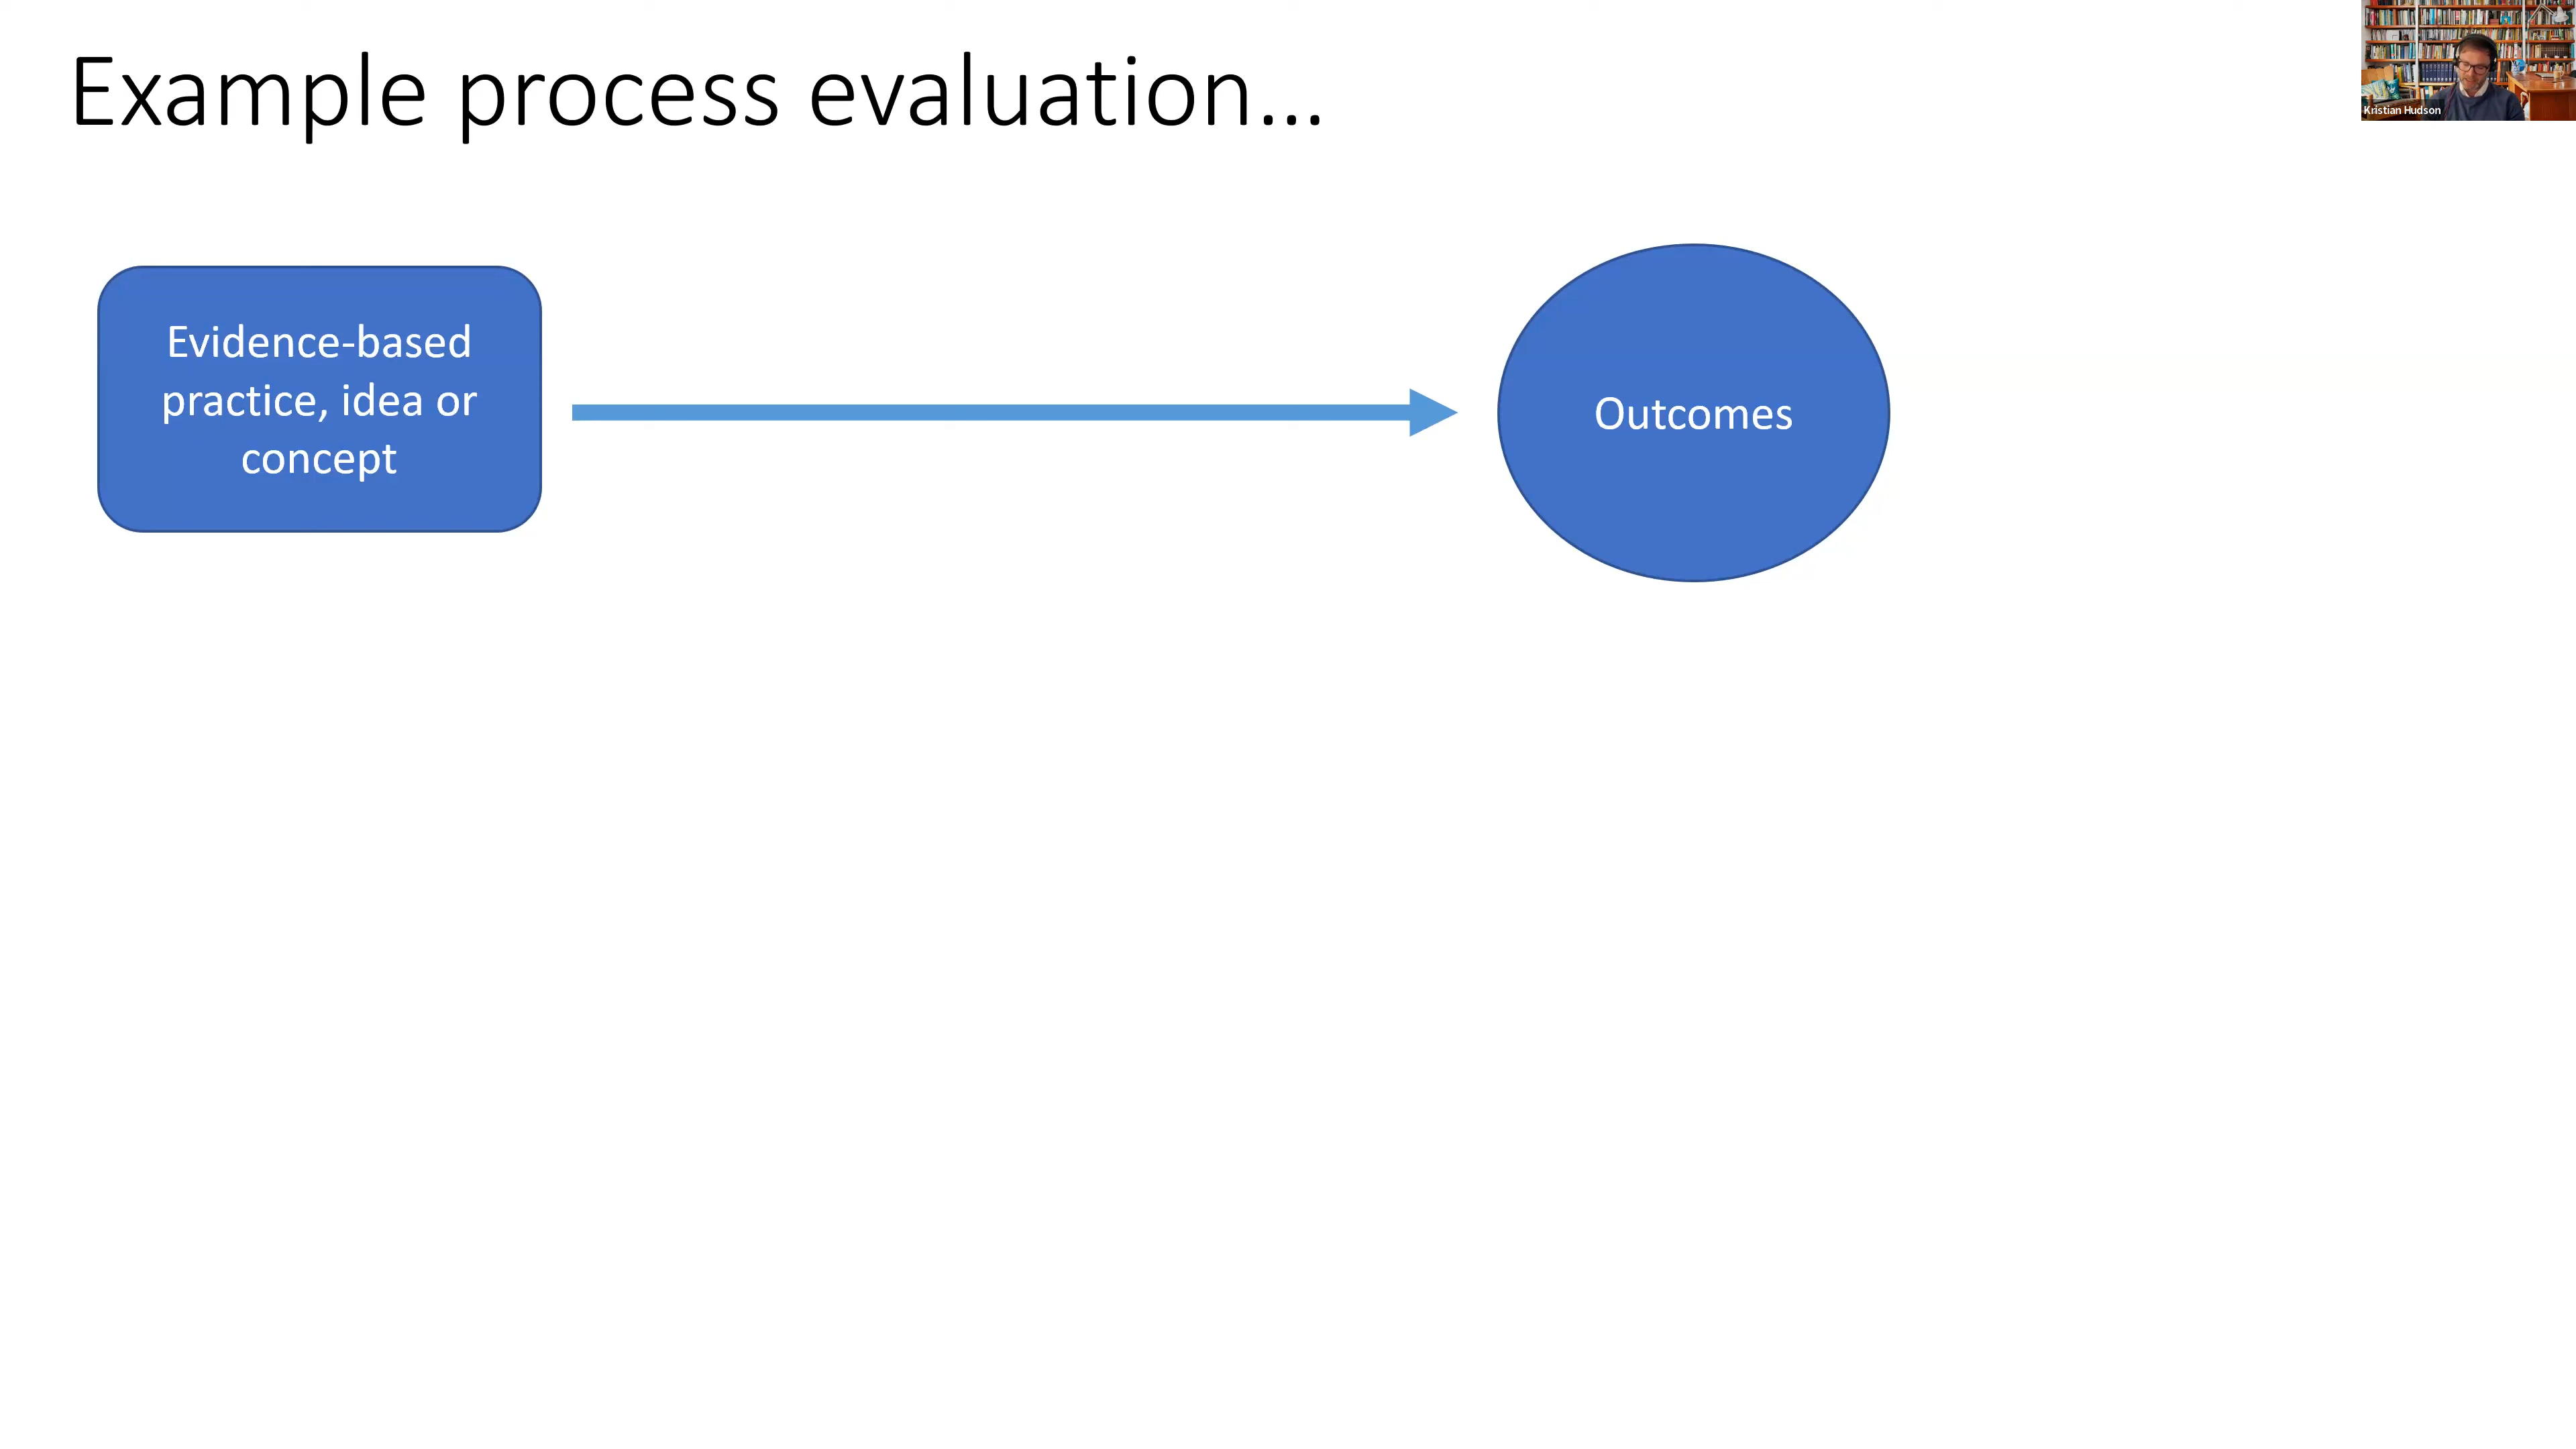 Example process evaluation...
Kristian Hudson
Evidence-based
practice, idea or
concept
Outcomes